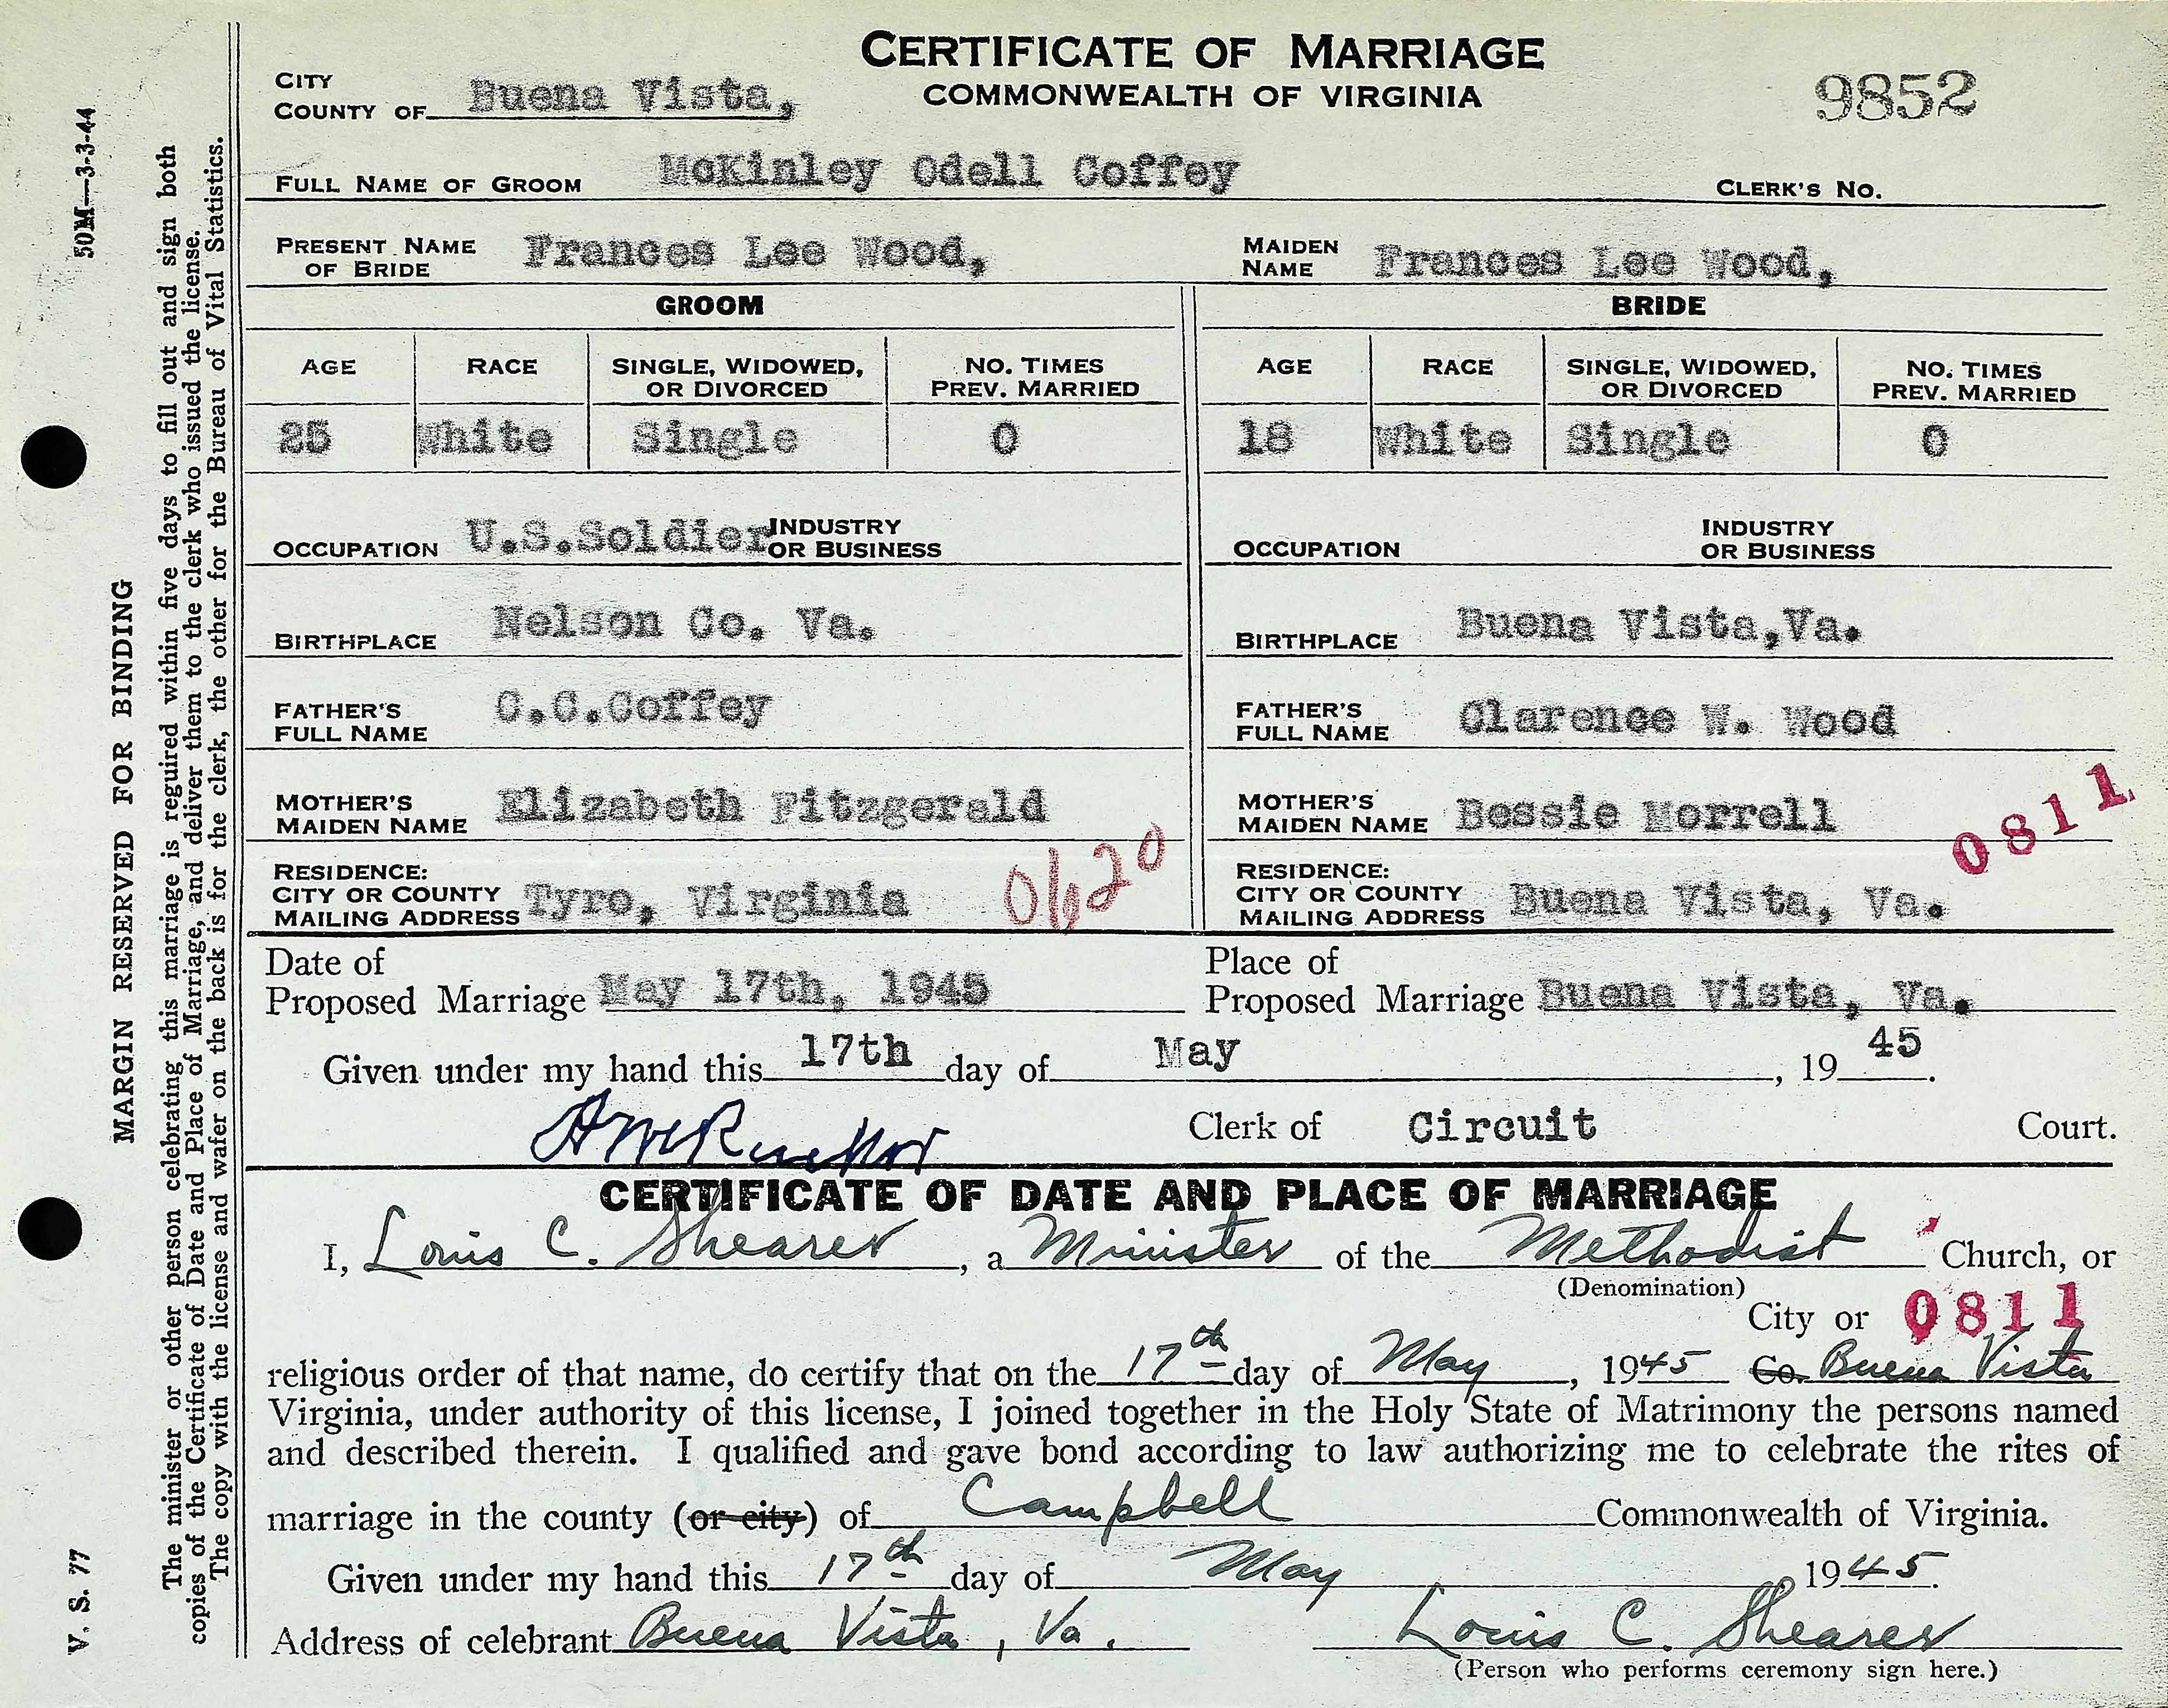 CERTIFICATE OF MARRIAGE
COMMONWEALTH OF VIRGINIA
9852
CITY
COUNTY OF Buena Vista,
FULL NAME OF GROOM McKinley Odell Coffey CLERK'S NO.
PRESENT NAME OF BRIDE Frances Lee Wood, MAIDEN NAME Frances Lee Wood,
GROOM BRIDE
AGE RACE SINGLE, WIDOWED, OR DIVORCED NO. TIMES PREV. MARRIED AGE RACE SINGLE, WIDOWED, OR DIVORCED NO. TIMES PREV. MARRIED
25 White Single 0 18 White Single 0
OCCUPATION U.S.Soldier INDUSTRY OR BUSINESS OCCUPATION INDUSTRY OR BUSINESS
BIRTHPLACE Nelson Co. Va. BIRTHPLACE Buena Vista,Va.
FATHER'S FULL NAME C.C.Coffey FATHER'S FULL NAME Clarence W. Wood
MOTHER'S MAIDEN NAME Elizabeth Fitzgerald MOTHER'S MAIDEN NAME Bessie Morrell
0811
RESIDENCE: CITY OR COUNTY MAILING ADDRESS Tyro, Virginia 0620 RESIDENCE: CITY OR COUNTY MAILING ADDRESS Buena Vista, Va.
Date of Proposed Marriage May 17th, 1945 Place of Proposed Marriage Buena Vista, Va.
Given under my hand this 17th day of May, 1945.
Clerk of Circuit Court.
CERTIFICATE OF DATE AND PLACE OF MARRIAGE
I, Louis C. Shearer, a Minister of the Methodist Church, or
(Denomination)
City or 0811
religious order of that name, do certify that on the 17th day of May, 1945 Co. Buena Vista
Virginia, under authority of this license, I joined together in the Holy State of Matrimony the persons named
and described therein. I qualified and gave bond according to law authorizing me to celebrate the rites of
marriage in the county (or city) of Campbell Commonwealth of Virginia.
Given under my hand this 17th day of May 1945.
Address of celebrant Buena Vista, Va. Louis C. Shearer
(Person who performs ceremony sign here.)
50M—3-3-44
MARGIN RESERVED FOR BINDING
V. S. 77
The minister or other person celebrating this marriage is required within five days to fill out and sign both
copies of the Certificate of Date and Place of Marriage, and deliver them to the clerk who issued the license.
The copy with the license and wafer on the back is for the clerk, the other for the Bureau of Vital Statistics.